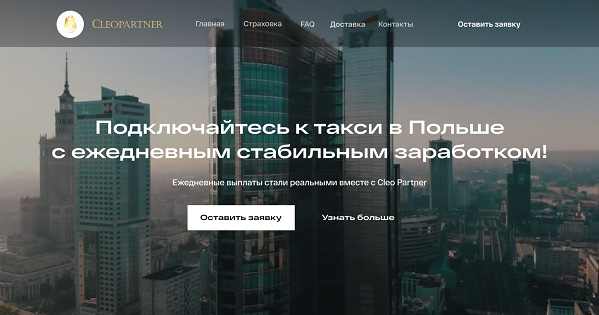 CLEOPARTNER
Главная Страховка FAQ Доставка Контакты Оставить заявку
EY
Подключайтесь к такси в Польше
с ежедневным стабильным заработком!
Ежедневные выплаты стали реальными вместе с Cleo Partner
Оставить заявку Узнать больше